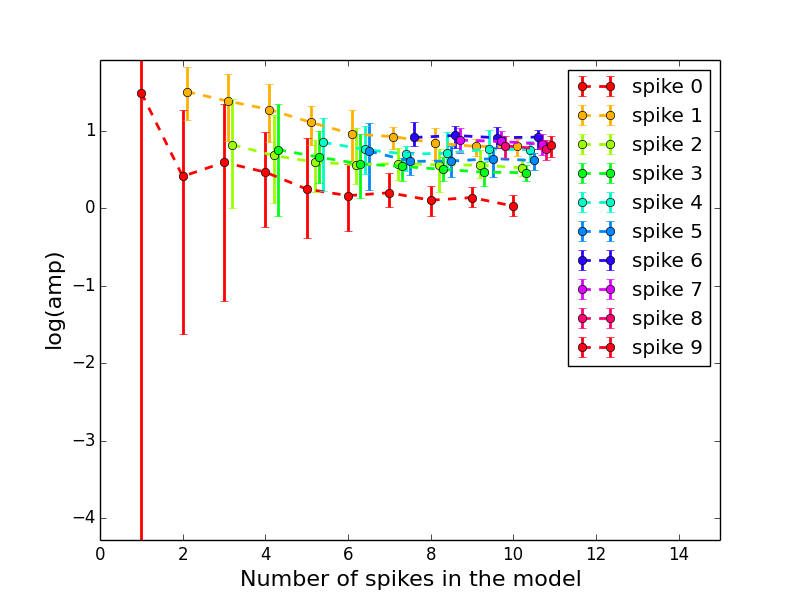 1
0
−1
−2
−3
−4
log(amp)
0 2 4 6 8 10 12 14
Number of spikes in the model
spike 0
spike 1
spike 2
spike 3
spike 4
spike 5
spike 6
spike 7
spike 8
spike 9